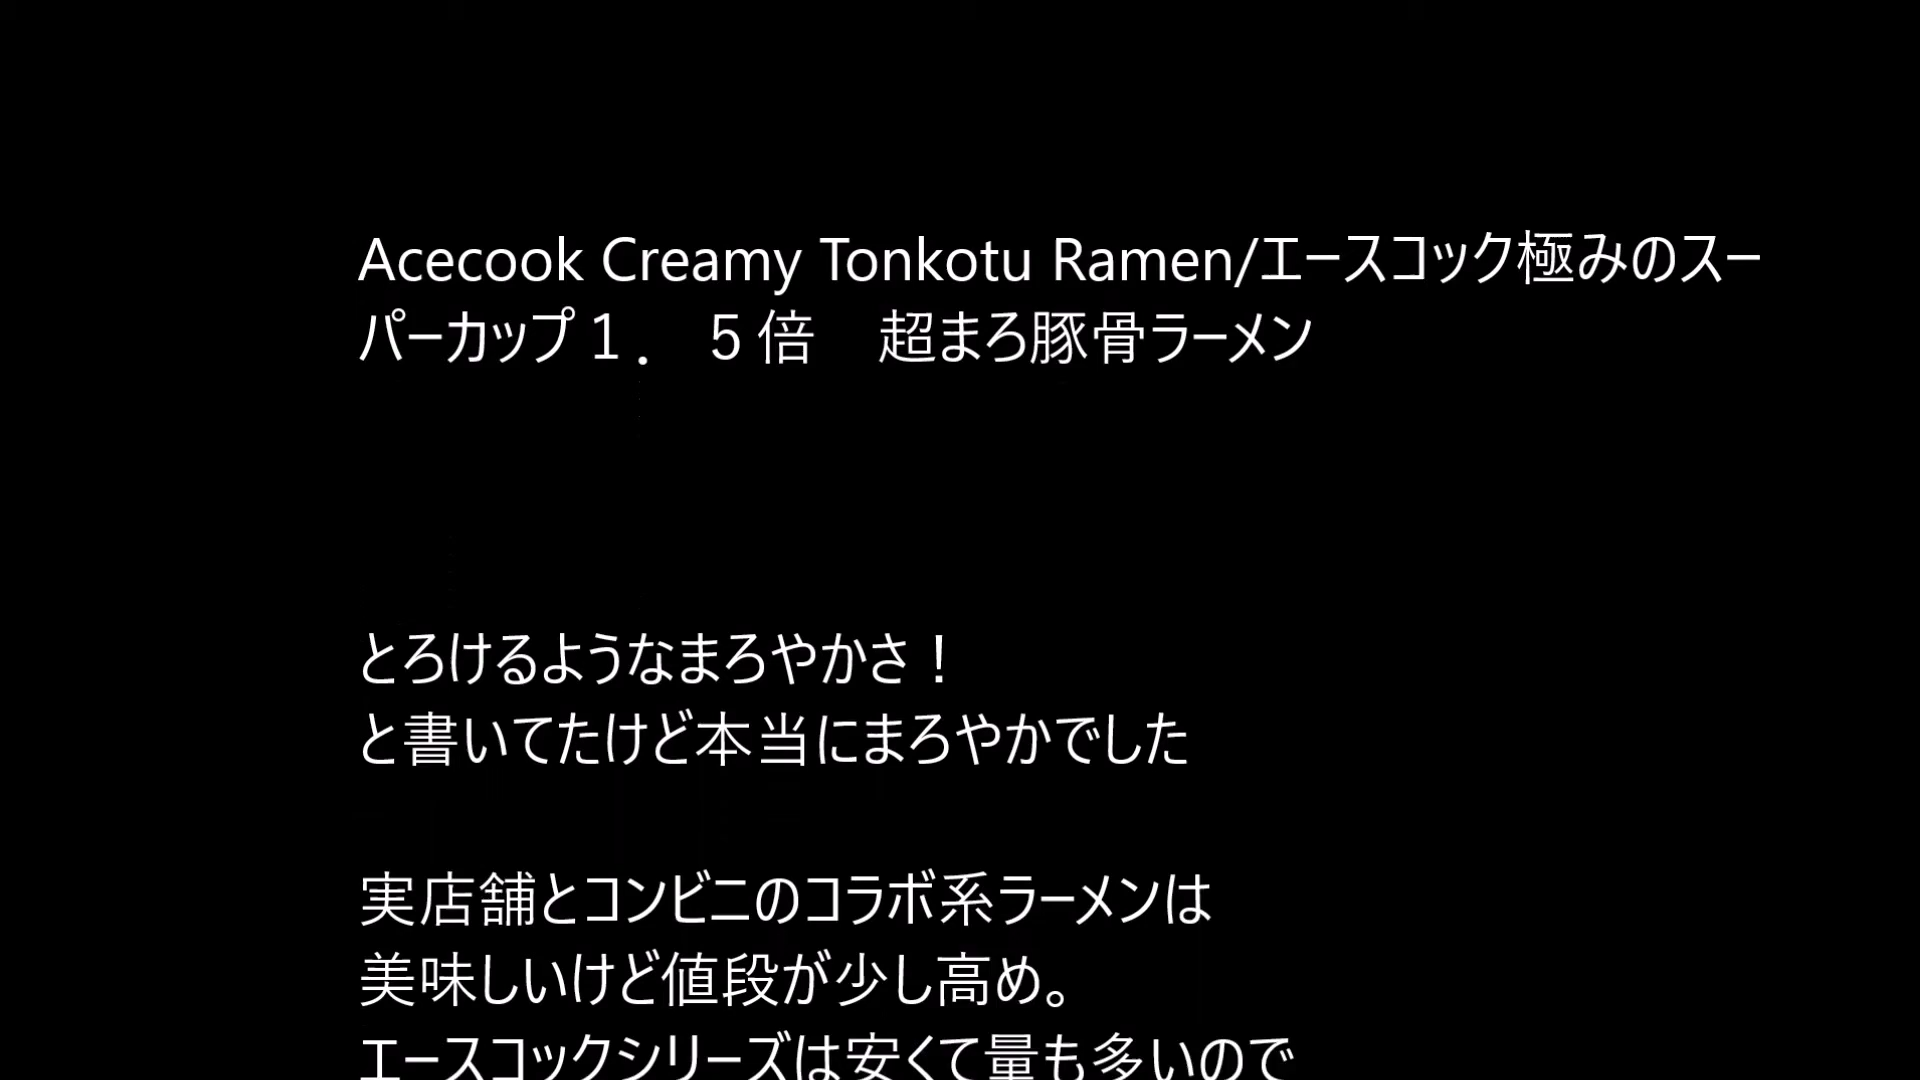 Acecook Creamy Tonkotu Ramen/エースコック極みのスー
パーカップ１.　５倍　超まろ豚骨ラーメン
とろけるようなまろやかさ！
と書いてたけど本当にまろやかでした
実店舗とコンビニのコラボ系ラーメンは
美味しいけど値段が少し高め。
エースコックシリーズは安くて量も多いので